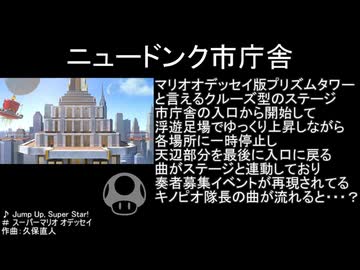 ニュードンク市庁舎
マリオオデッセイ版プリズムタワー
と言えるクルーズ型のステージ
市庁舎の入口から開始して
浮遊足場でゆっくり上昇しながら
各場所に一時停止し
天辺部分を最後に入口に戻る
曲がステージと連動しており
奏者募集イベントが再現されてる
キノピオ隊長の曲が流れると・・・？
♪ Jump Up, Super Star!
# スーパーマリオ オデッセイ
作曲：久保直人